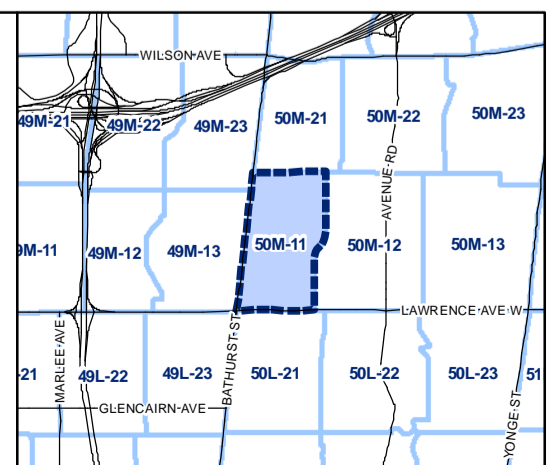 WILSON AVE
49M-21
49M-22
49M-23
50M-21
50M-22
50M-23
AVENUE RD
9M-11
49M-12
49M-13
50M-11
50M-12
50M-13
LAWRENCE AVE W
MARLEE AVE
BATHURST ST
-21
49L-22
49L-23
50L-21
50L-22
50L-23
51
GLENCAIRN AVE
YONGE ST